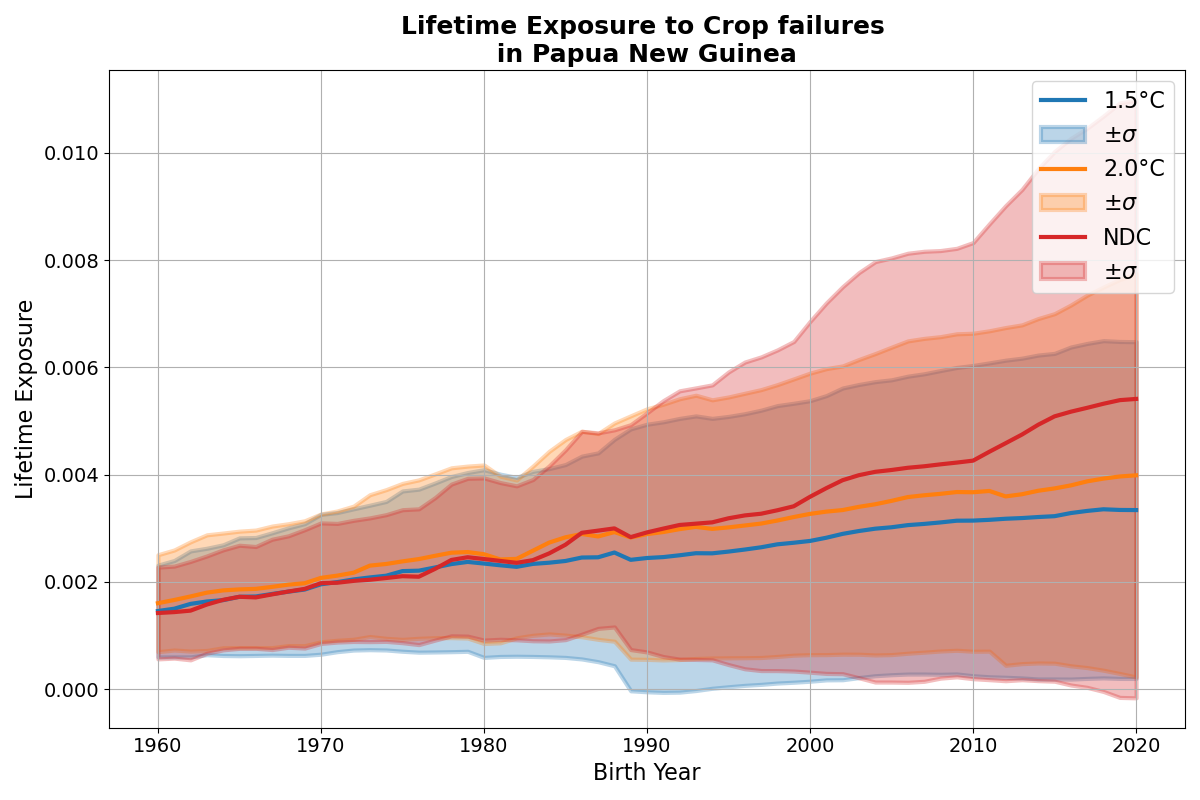 Lifetime Exposure to Crop failures
in Papua New Guinea
Lifetime Exposure
0.010
0.008
0.006
0.004
0.002
0.000
1960
1970
1980
1990
2000
2010
2020
Birth Year
1.5°C
±σ
2.0°C
±σ
NDC
±σ